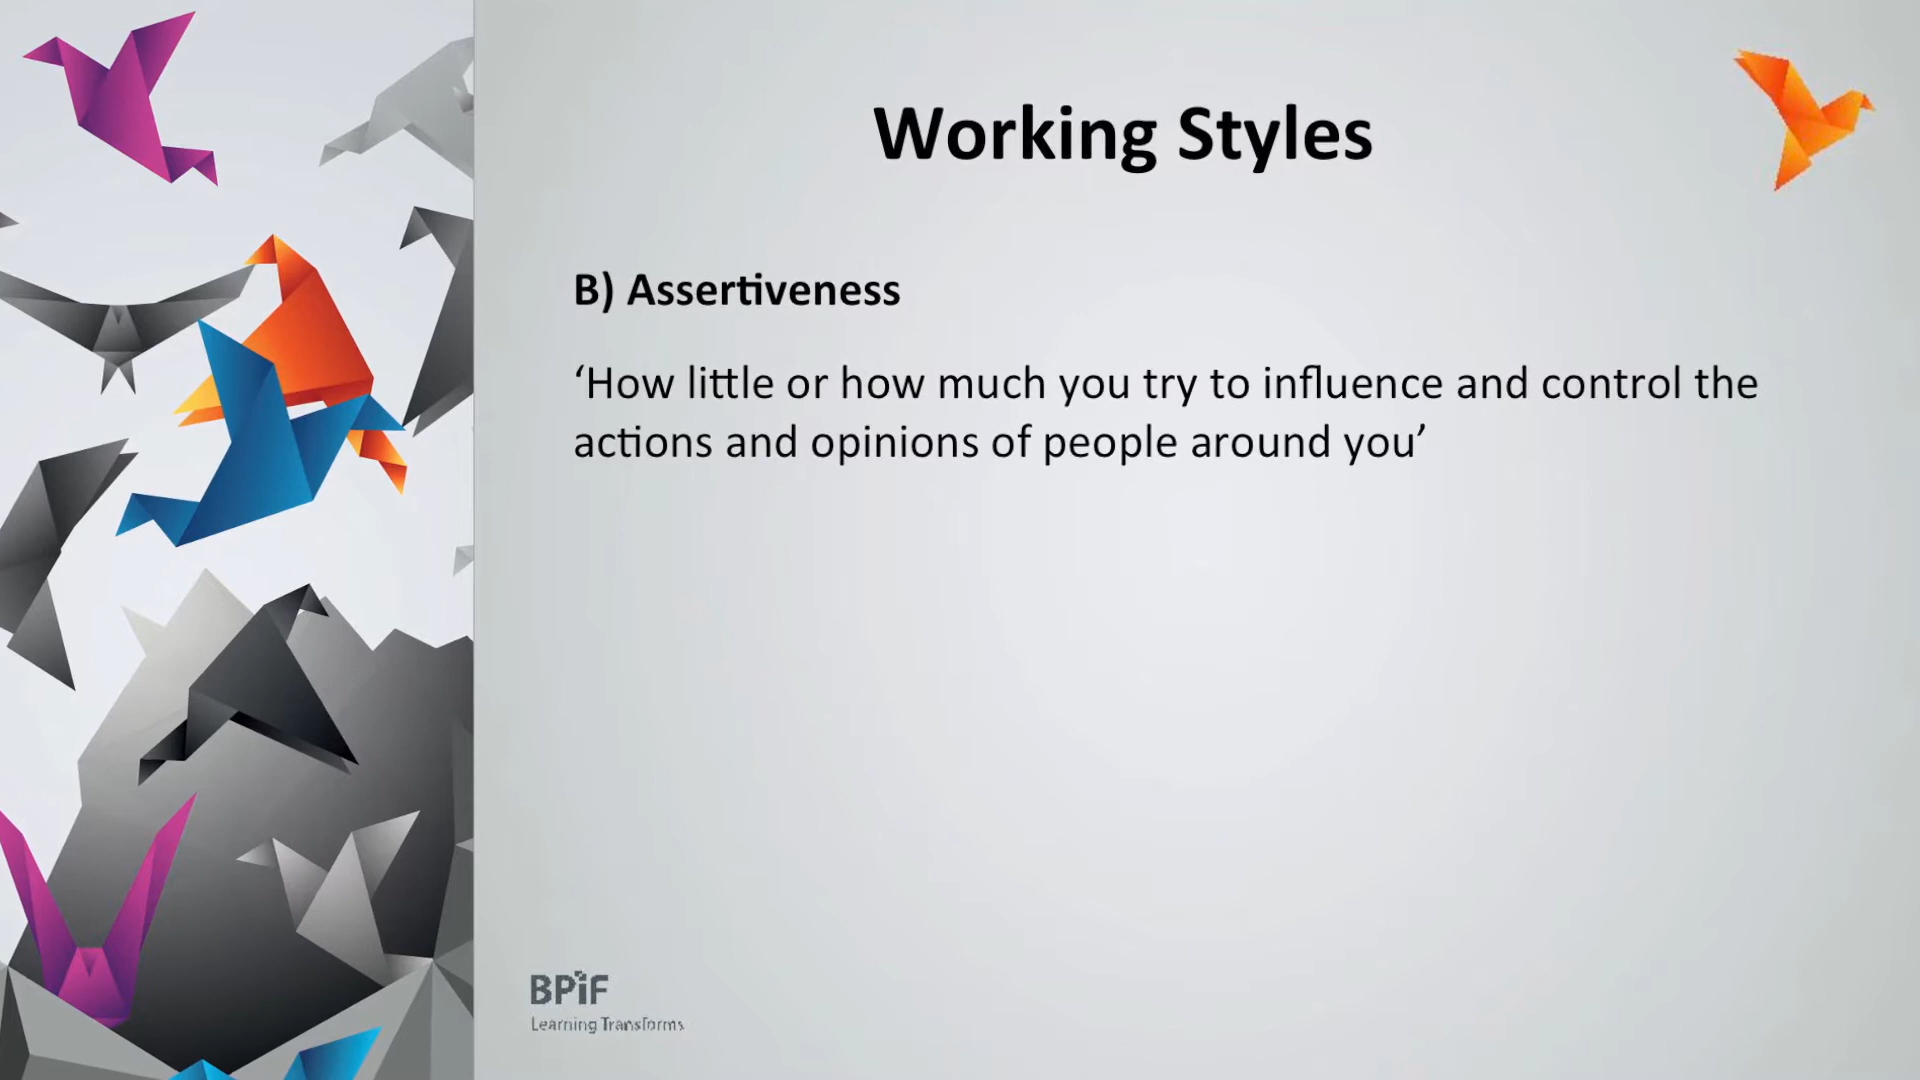 Working Styles
B) Assertiveness
‘How little or how much you try to influence and control the
actions and opinions of people around you’
BPiF
Learning Transforms